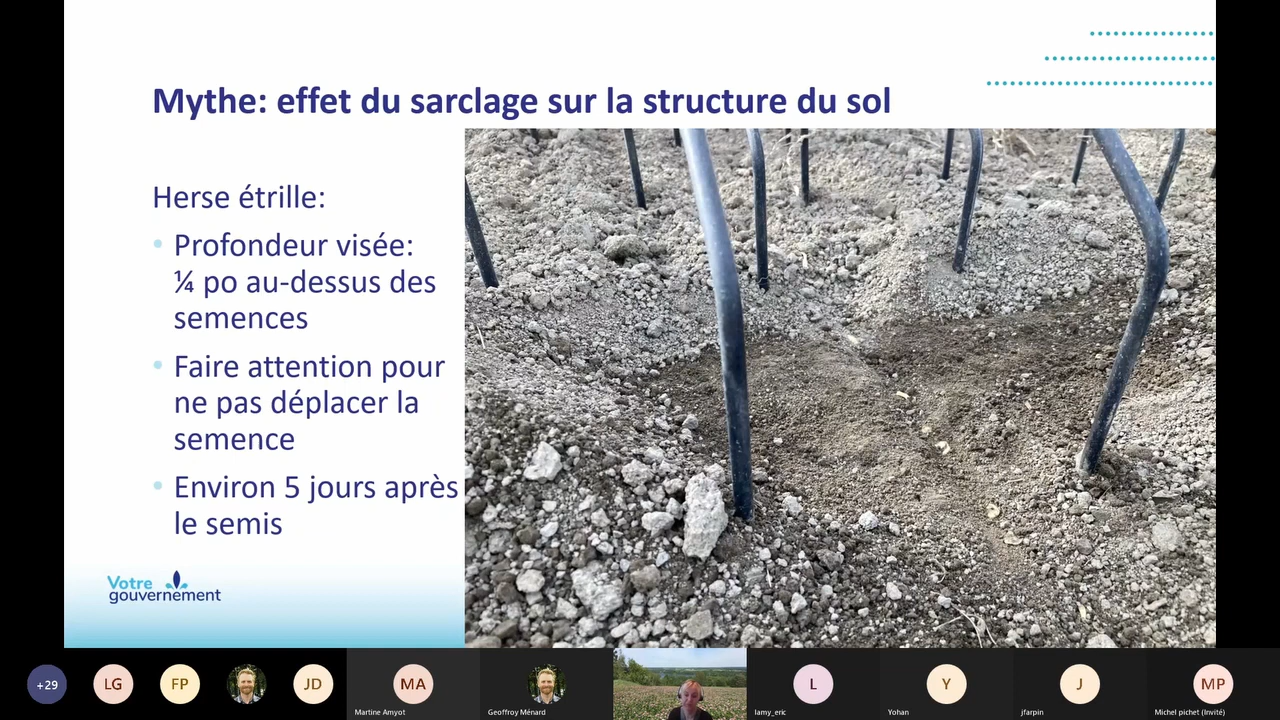 Mythe: effet du sarclage sur la structure du sol
Herse étrille:
• Profondeur visée:
¼ po au-dessus des
semences
• Faire attention pour
ne pas déplacer la
semence
• Environ 5 jours après
le semis
Votre
gouvernement
+29
LG
FP
JD
MA
Martine Amyot
Geoffroy Ménard
L
lamy_eric
Y
Yohan
J
jfarpin
MP
Michel pichet (Invité)